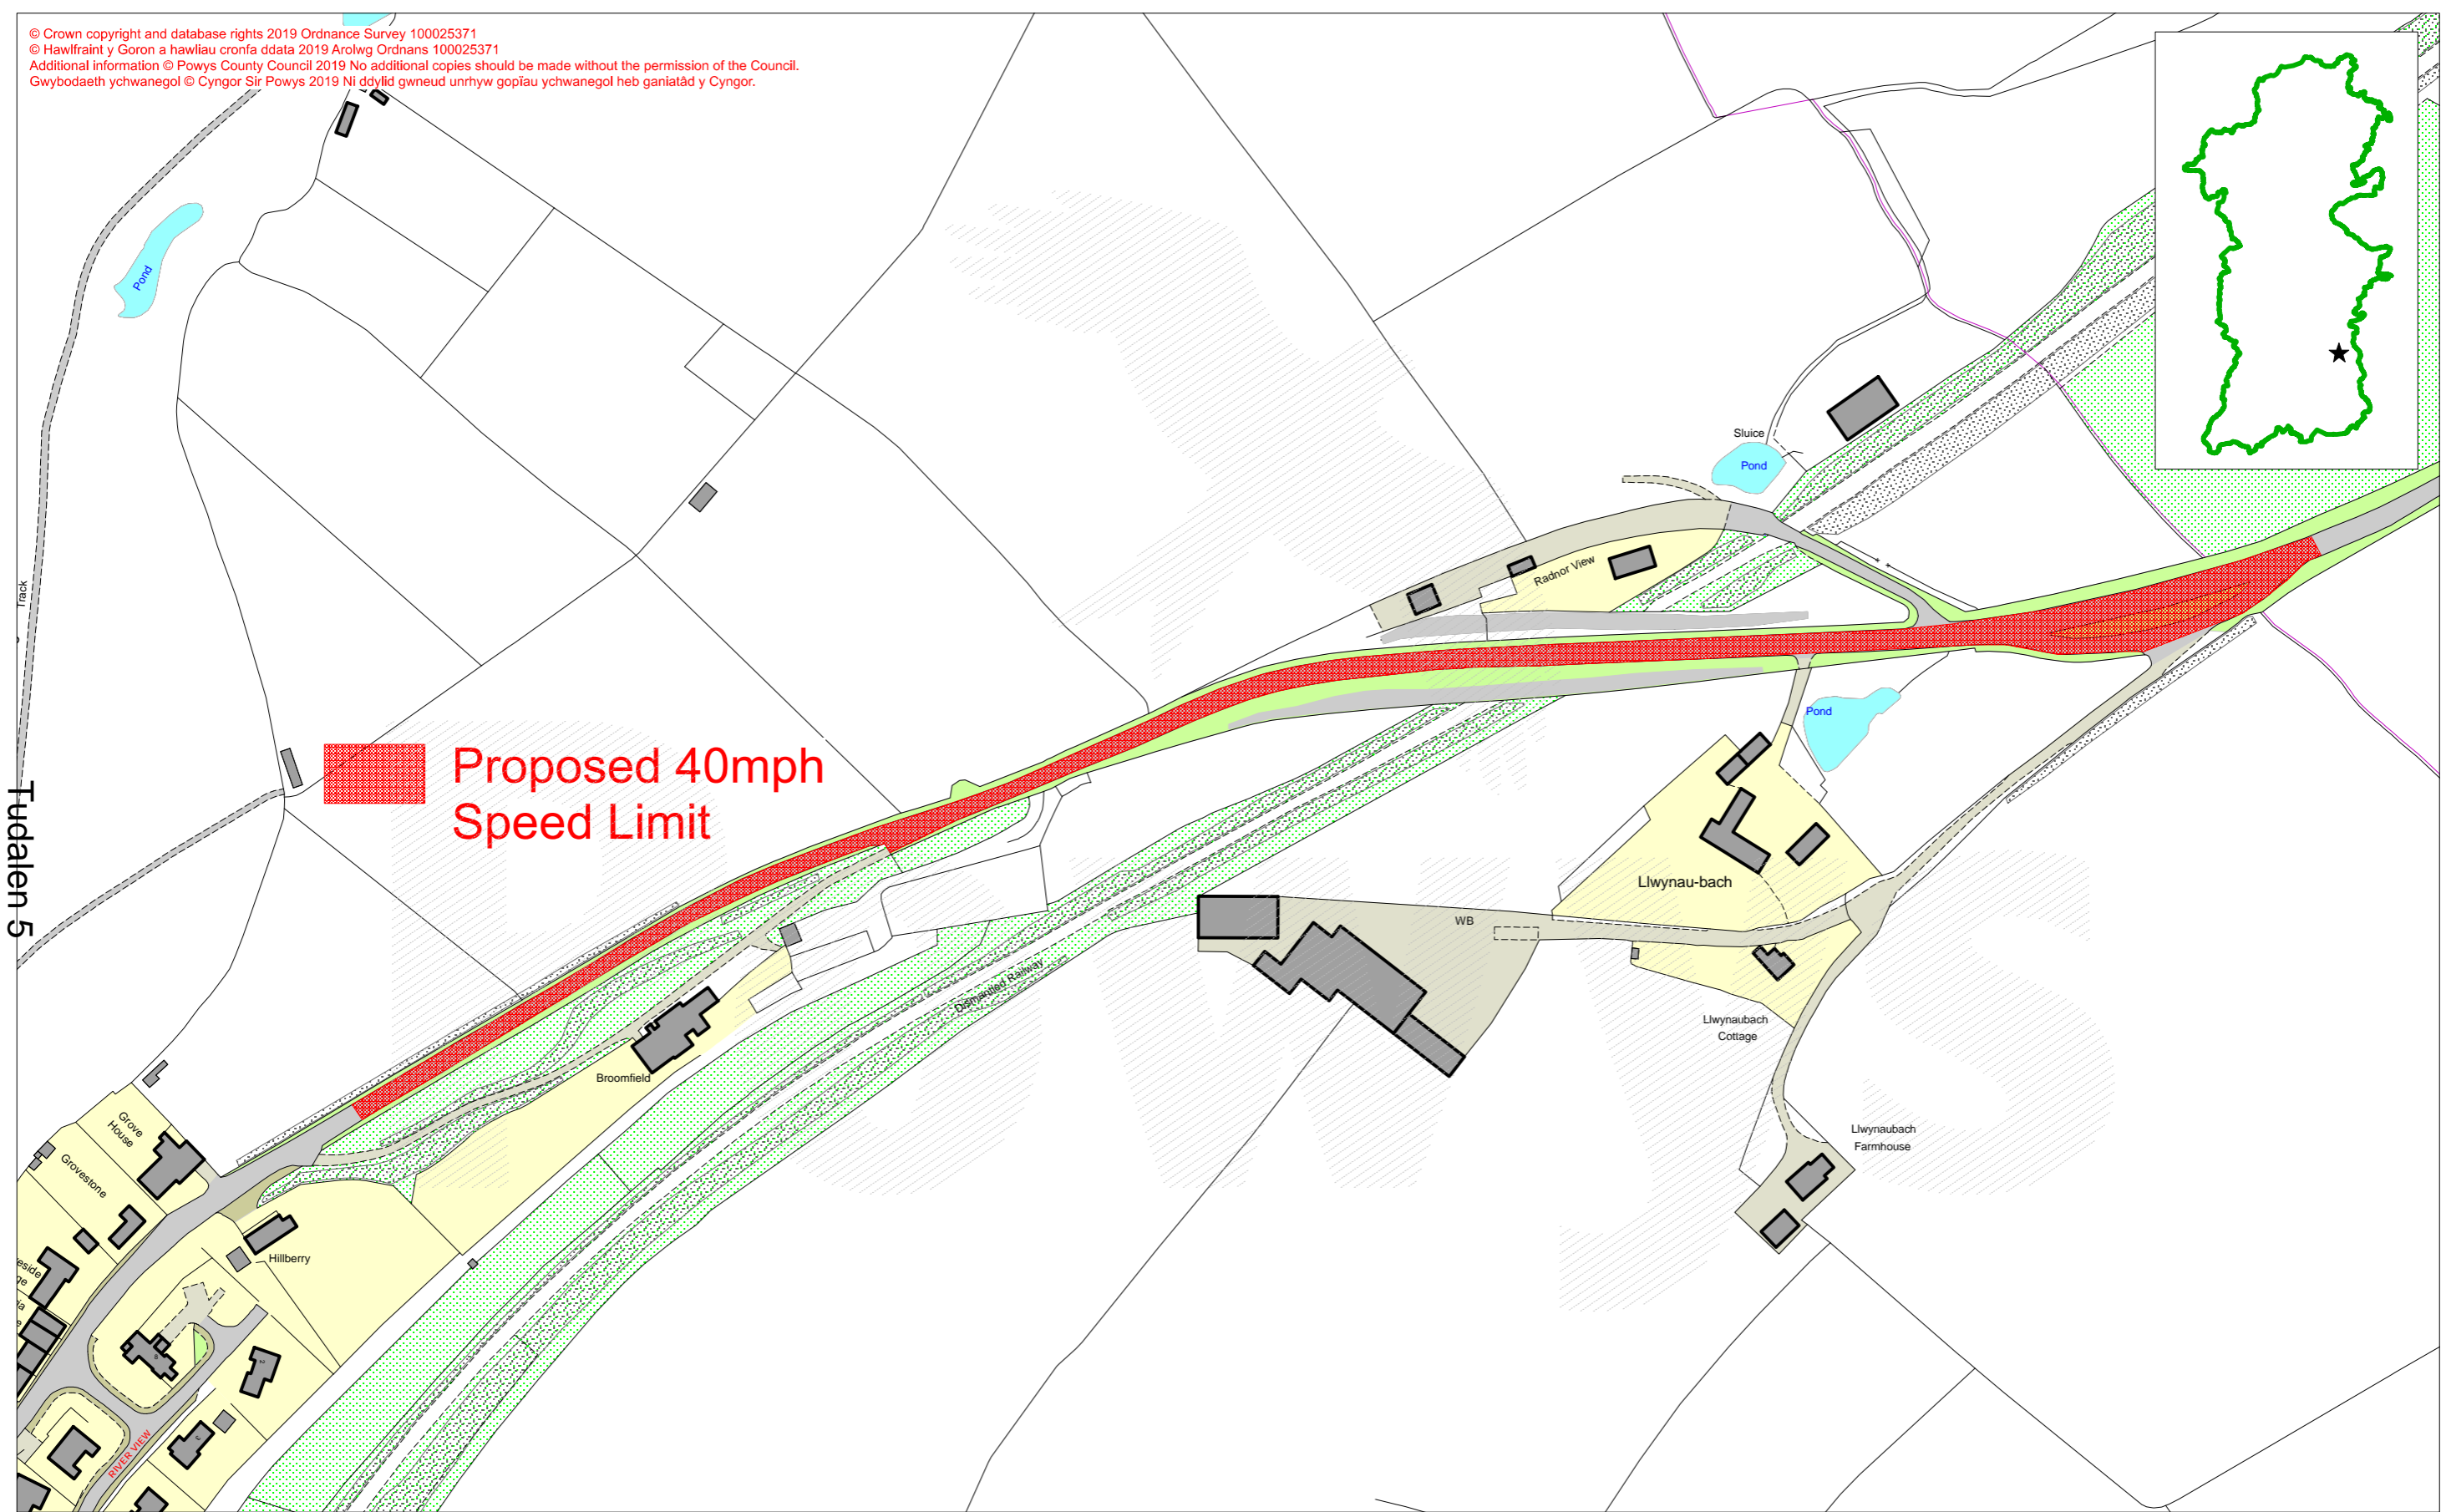 © Crown copyright and database rights 2019 Ordnance Survey 100025371
© Hawlfraint y Goron a hawliau cronfa ddata 2019 Arolwg Ordnans 100025371
Additional information © Powys County Council 2019 No additional copies should be made without the permission of the Council.
Gwybodaeth ychwanegol © Cyngor Sir Powys 2019 Ni ddylid gwneud unrhyw gopïau ychwanegol heb ganiatâd y Cyngor.
Pond
Sluice
Pond
Radnor View
Track
Pond
Proposed 40mph
Speed Limit
Tudalen 5
Llwynau-bach
WB
Dismantled Railway
Llwynaubach
Cottage
Broomfield
Grove
House
Llwynaubach
Farmhouse
Grovestone
Hillberry
2
3
RIVER VIEW